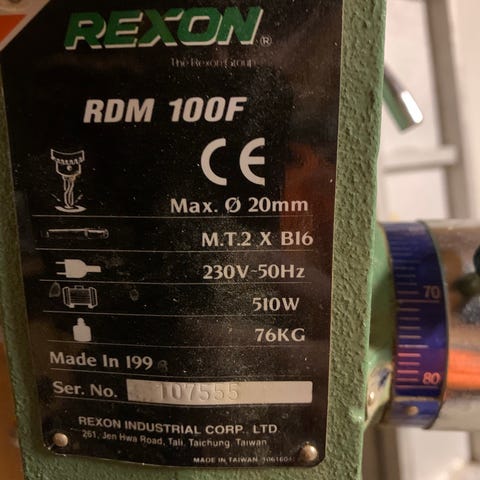 REXON®
The Rexon Group
RDM 100F
CE
Max. Ø 20mm
M.T.2 X B16
230V~50Hz
510W
76KG
Made In 199
Ser. No. 107555
REXON INDUSTRIAL CORP., LTD.
261, Jen Hwa Road, Tali, Taichung, Taiwan
MADE IN TAIWAN
70
80